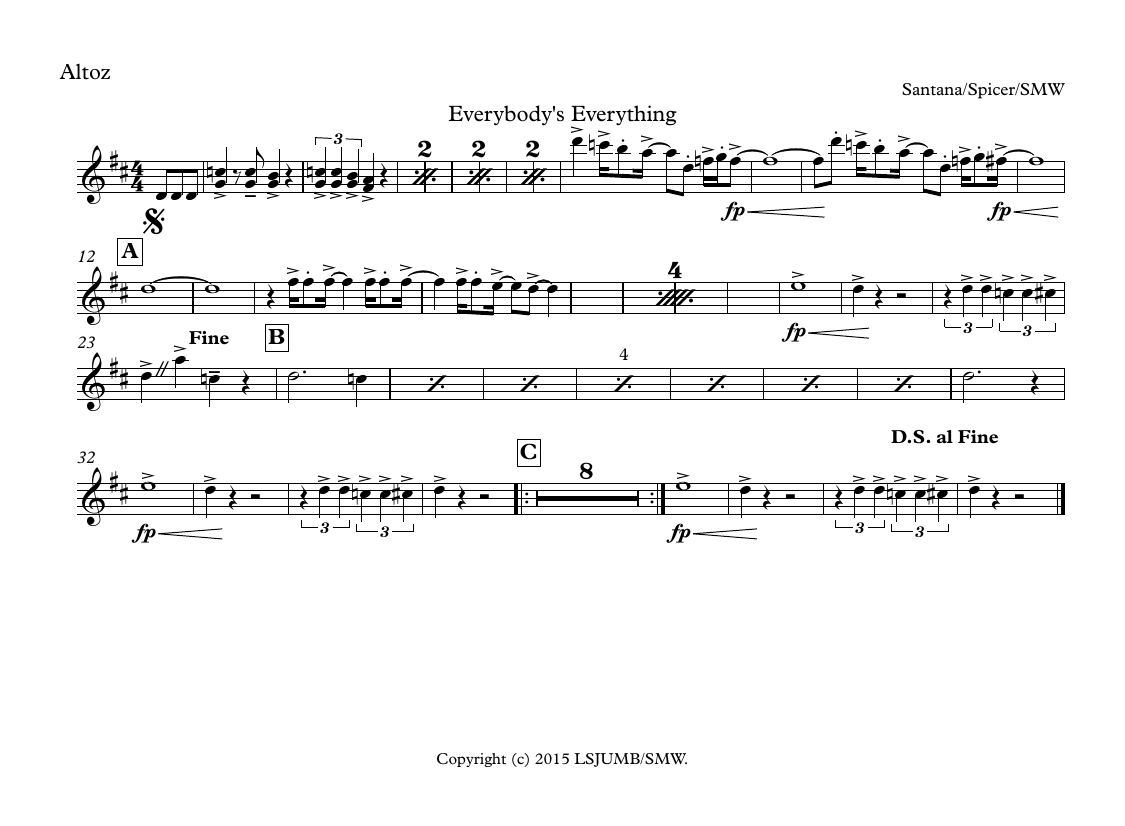 Altoz
Santana/Spicer/SMW
Everybody's Everything
3
4 4
2 2 2
fp fp
A
12
4
fp
3 3
Fine
B
23
4
D.S. al Fine
C
32
8
fp
3 3
fp
3 3
Copyright (c) 2015 LSJUMB/SMW.